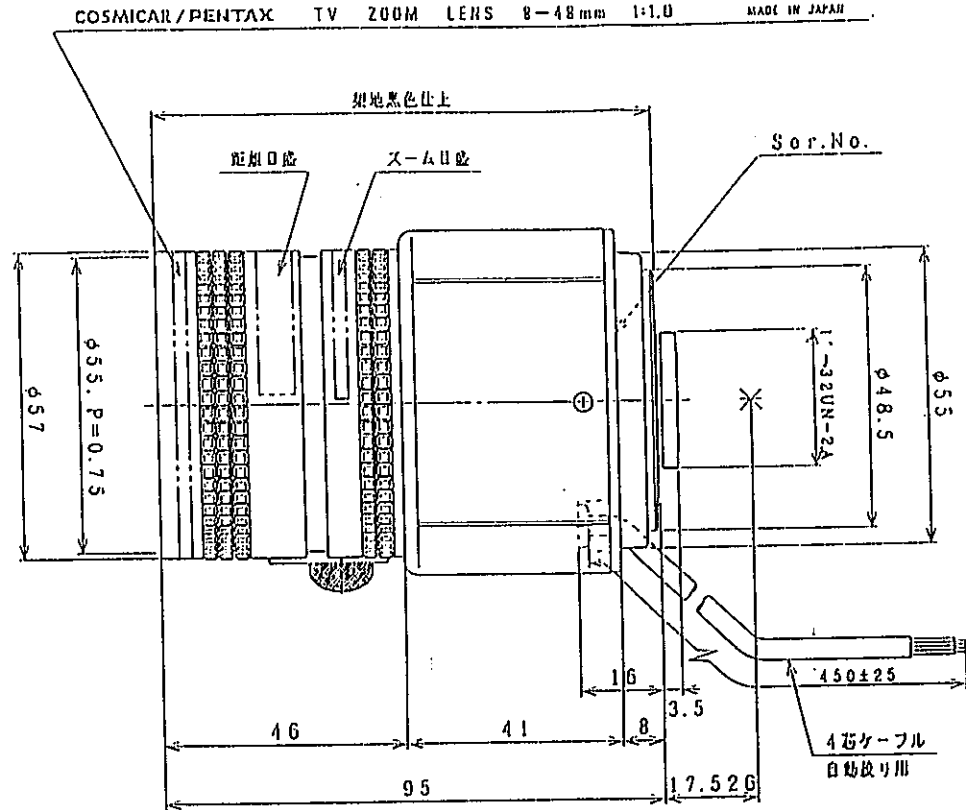 COSMICAR/PENTAX TV ZOOM LENS 8-48mm 1:1.0 MADE IN JAPAN
梨地黒色仕上
距離目盛
ズーム目盛
Ser.No.
φ57
φ55. P=0.75
1"-32UN-2A
φ48.5
φ55
16
450±25
3.5
46
41
8
4芯ケーブル
自動絞り用
95
17.526